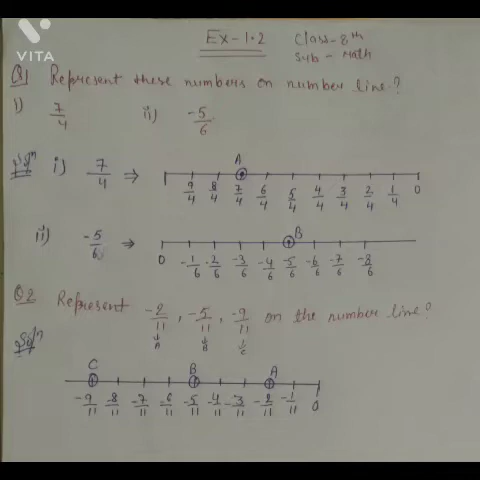 VITA
Ex-1.2 Class-8th
Sub - Math
Q1 Represent these numbers on number line?
i) 7/4 ii) -5/6
Soln i) 7/4 ⇒ A
9/4 8/4 7/4 6/4 5/4 4/4 3/4 2/4 1/4 0
ii) -5/6 ⇒ B
0 -1/6 -2/6 -3/6 -4/6 -5/6 -6/6 -7/6 -8/6
Q2 Represent -2/11, -5/11, -9/11 on the number line?
↓A ↓B ↓C
Soln
C B A
-9/11 -8/11 -7/11 -6/11 -5/11 -4/11 -3/11 -2/11 -1/11 0